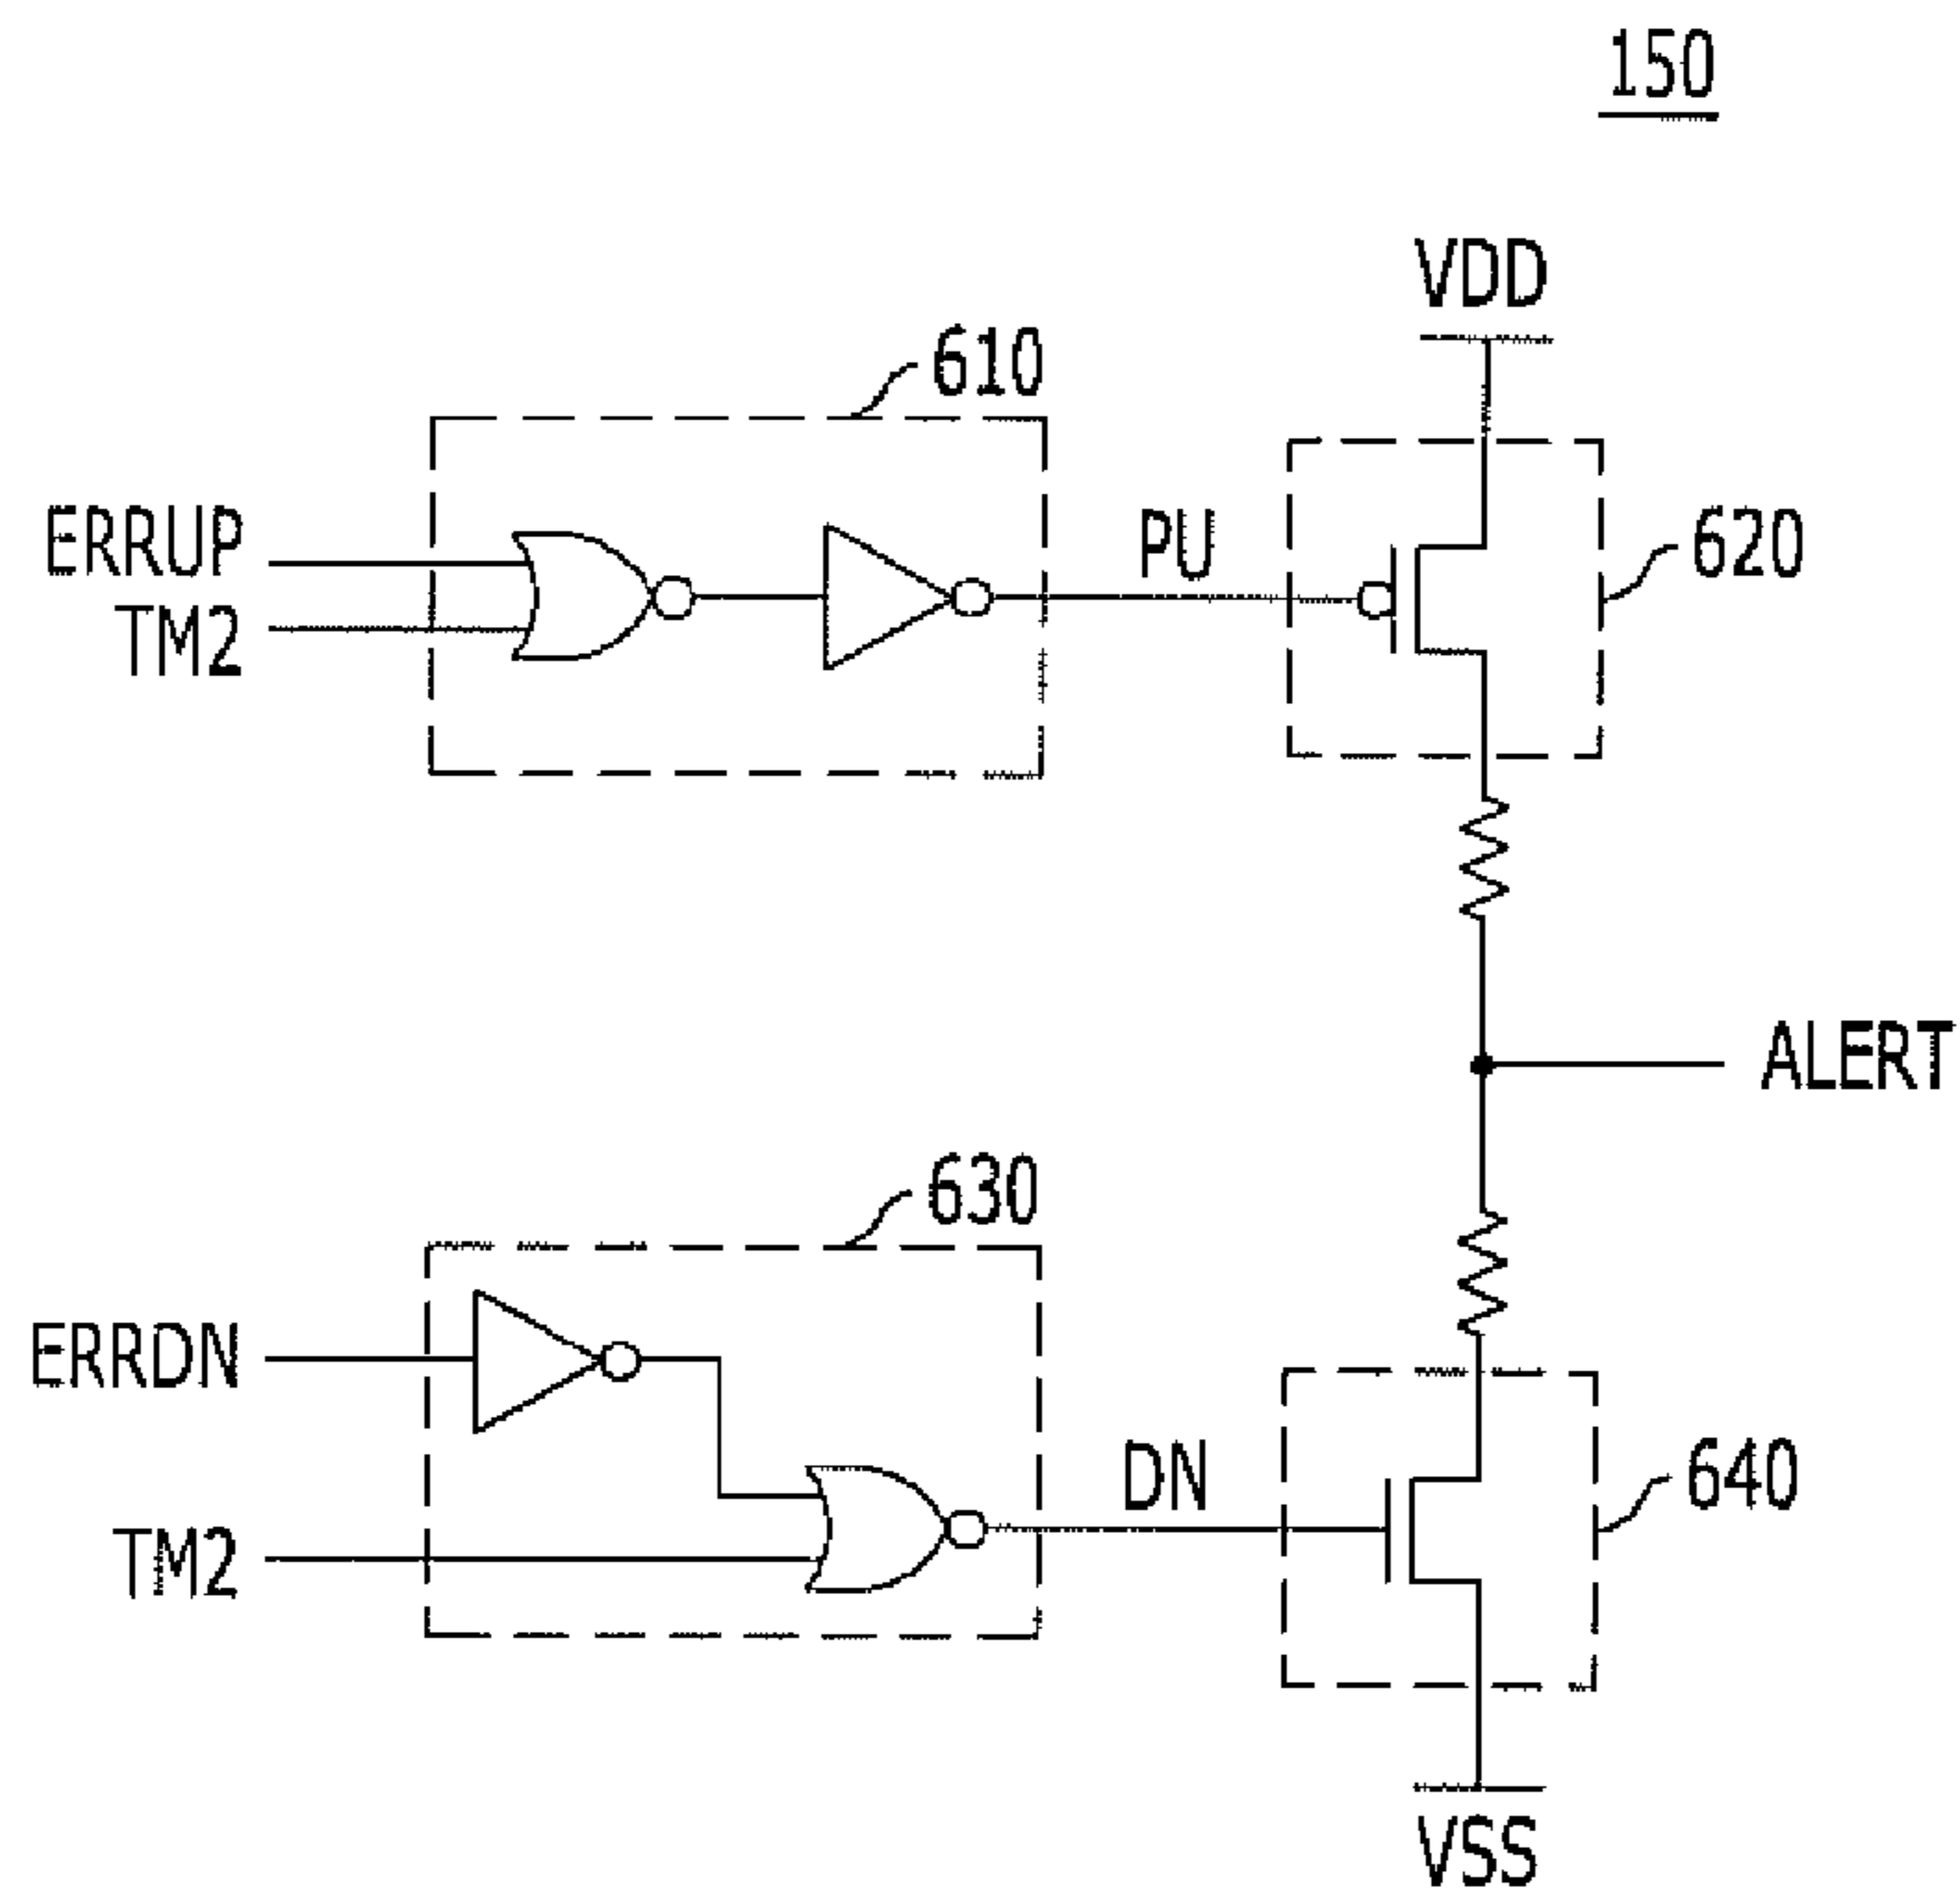 150
VDD
610
ERRUP
PU
620
TM2
ALERT
630
ERRDN
DN
640
TM2
VSS